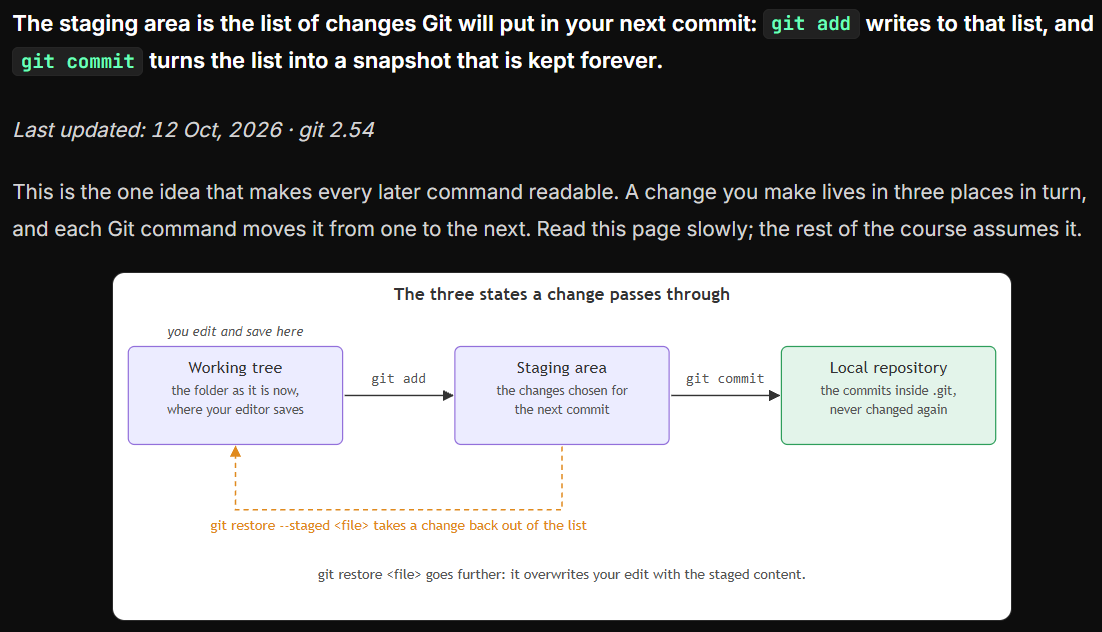 The staging area is the list of changes Git will put in your next commit: git add writes to that list, and
git commit turns the list into a snapshot that is kept forever.
Last updated: 12 Oct, 2026 · git 2.54
This is the one idea that makes every later command readable. A change you make lives in three places in turn,
and each Git command moves it from one to the next. Read this page slowly; the rest of the course assumes it.
The three states a change passes through
you edit and save here
Working tree
the folder as it is now,
where your editor saves
git add
Staging area
the changes chosen for
the next commit
git commit
Local repository
the commits inside .git,
never changed again
git restore --staged <file> takes a change back out of the list
git restore <file> goes further: it overwrites your edit with the staged content.